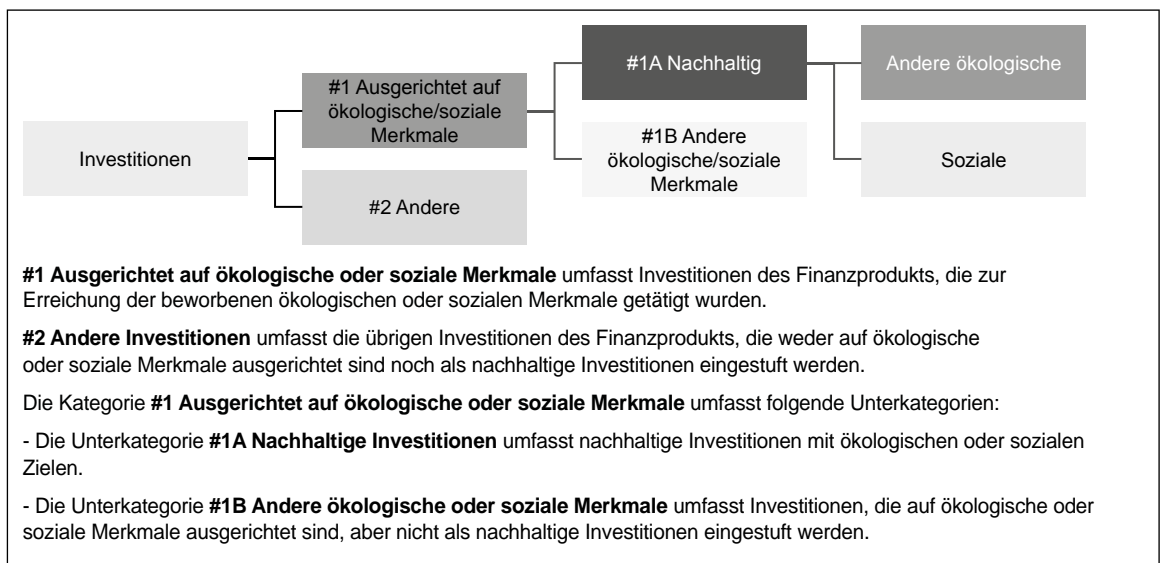 #1A Nachhaltig
Andere ökologische
#1 Ausgerichtet auf
ökologische/soziale
Merkmale
Investitionen
#1B Andere
ökologische/soziale
Merkmale
Soziale
#2 Andere
#1 Ausgerichtet auf ökologische oder soziale Merkmale umfasst Investitionen des Finanzprodukts, die zur
Erreichung der beworbenen ökologischen oder sozialen Merkmale getätigt wurden.
#2 Andere Investitionen umfasst die übrigen Investitionen des Finanzprodukts, die weder auf ökologische
oder soziale Merkmale ausgerichtet sind noch als nachhaltige Investitionen eingestuft werden.
Die Kategorie #1 Ausgerichtet auf ökologische oder soziale Merkmale umfasst folgende Unterkategorien:
- Die Unterkategorie #1A Nachhaltige Investitionen umfasst nachhaltige Investitionen mit ökologischen oder sozialen
Zielen.
- Die Unterkategorie #1B Andere ökologische oder soziale Merkmale umfasst Investitionen, die auf ökologische oder
soziale Merkmale ausgerichtet sind, aber nicht als nachhaltige Investitionen eingestuft werden.